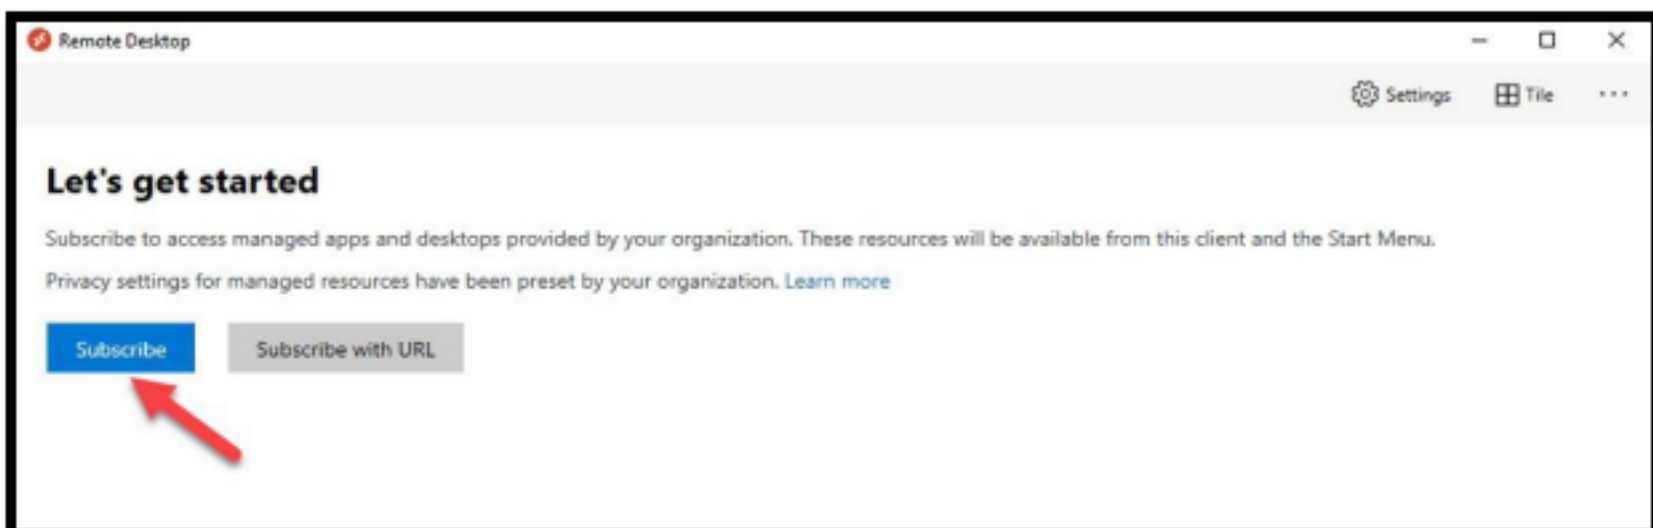 Remote Desktop
Settings Tile ...
Let's get started
Subscribe to access managed apps and desktops provided by your organization. These resources will be available from this client and the Start Menu.
Privacy settings for managed resources have been preset by your organization. Learn more
Subscribe Subscribe with URL